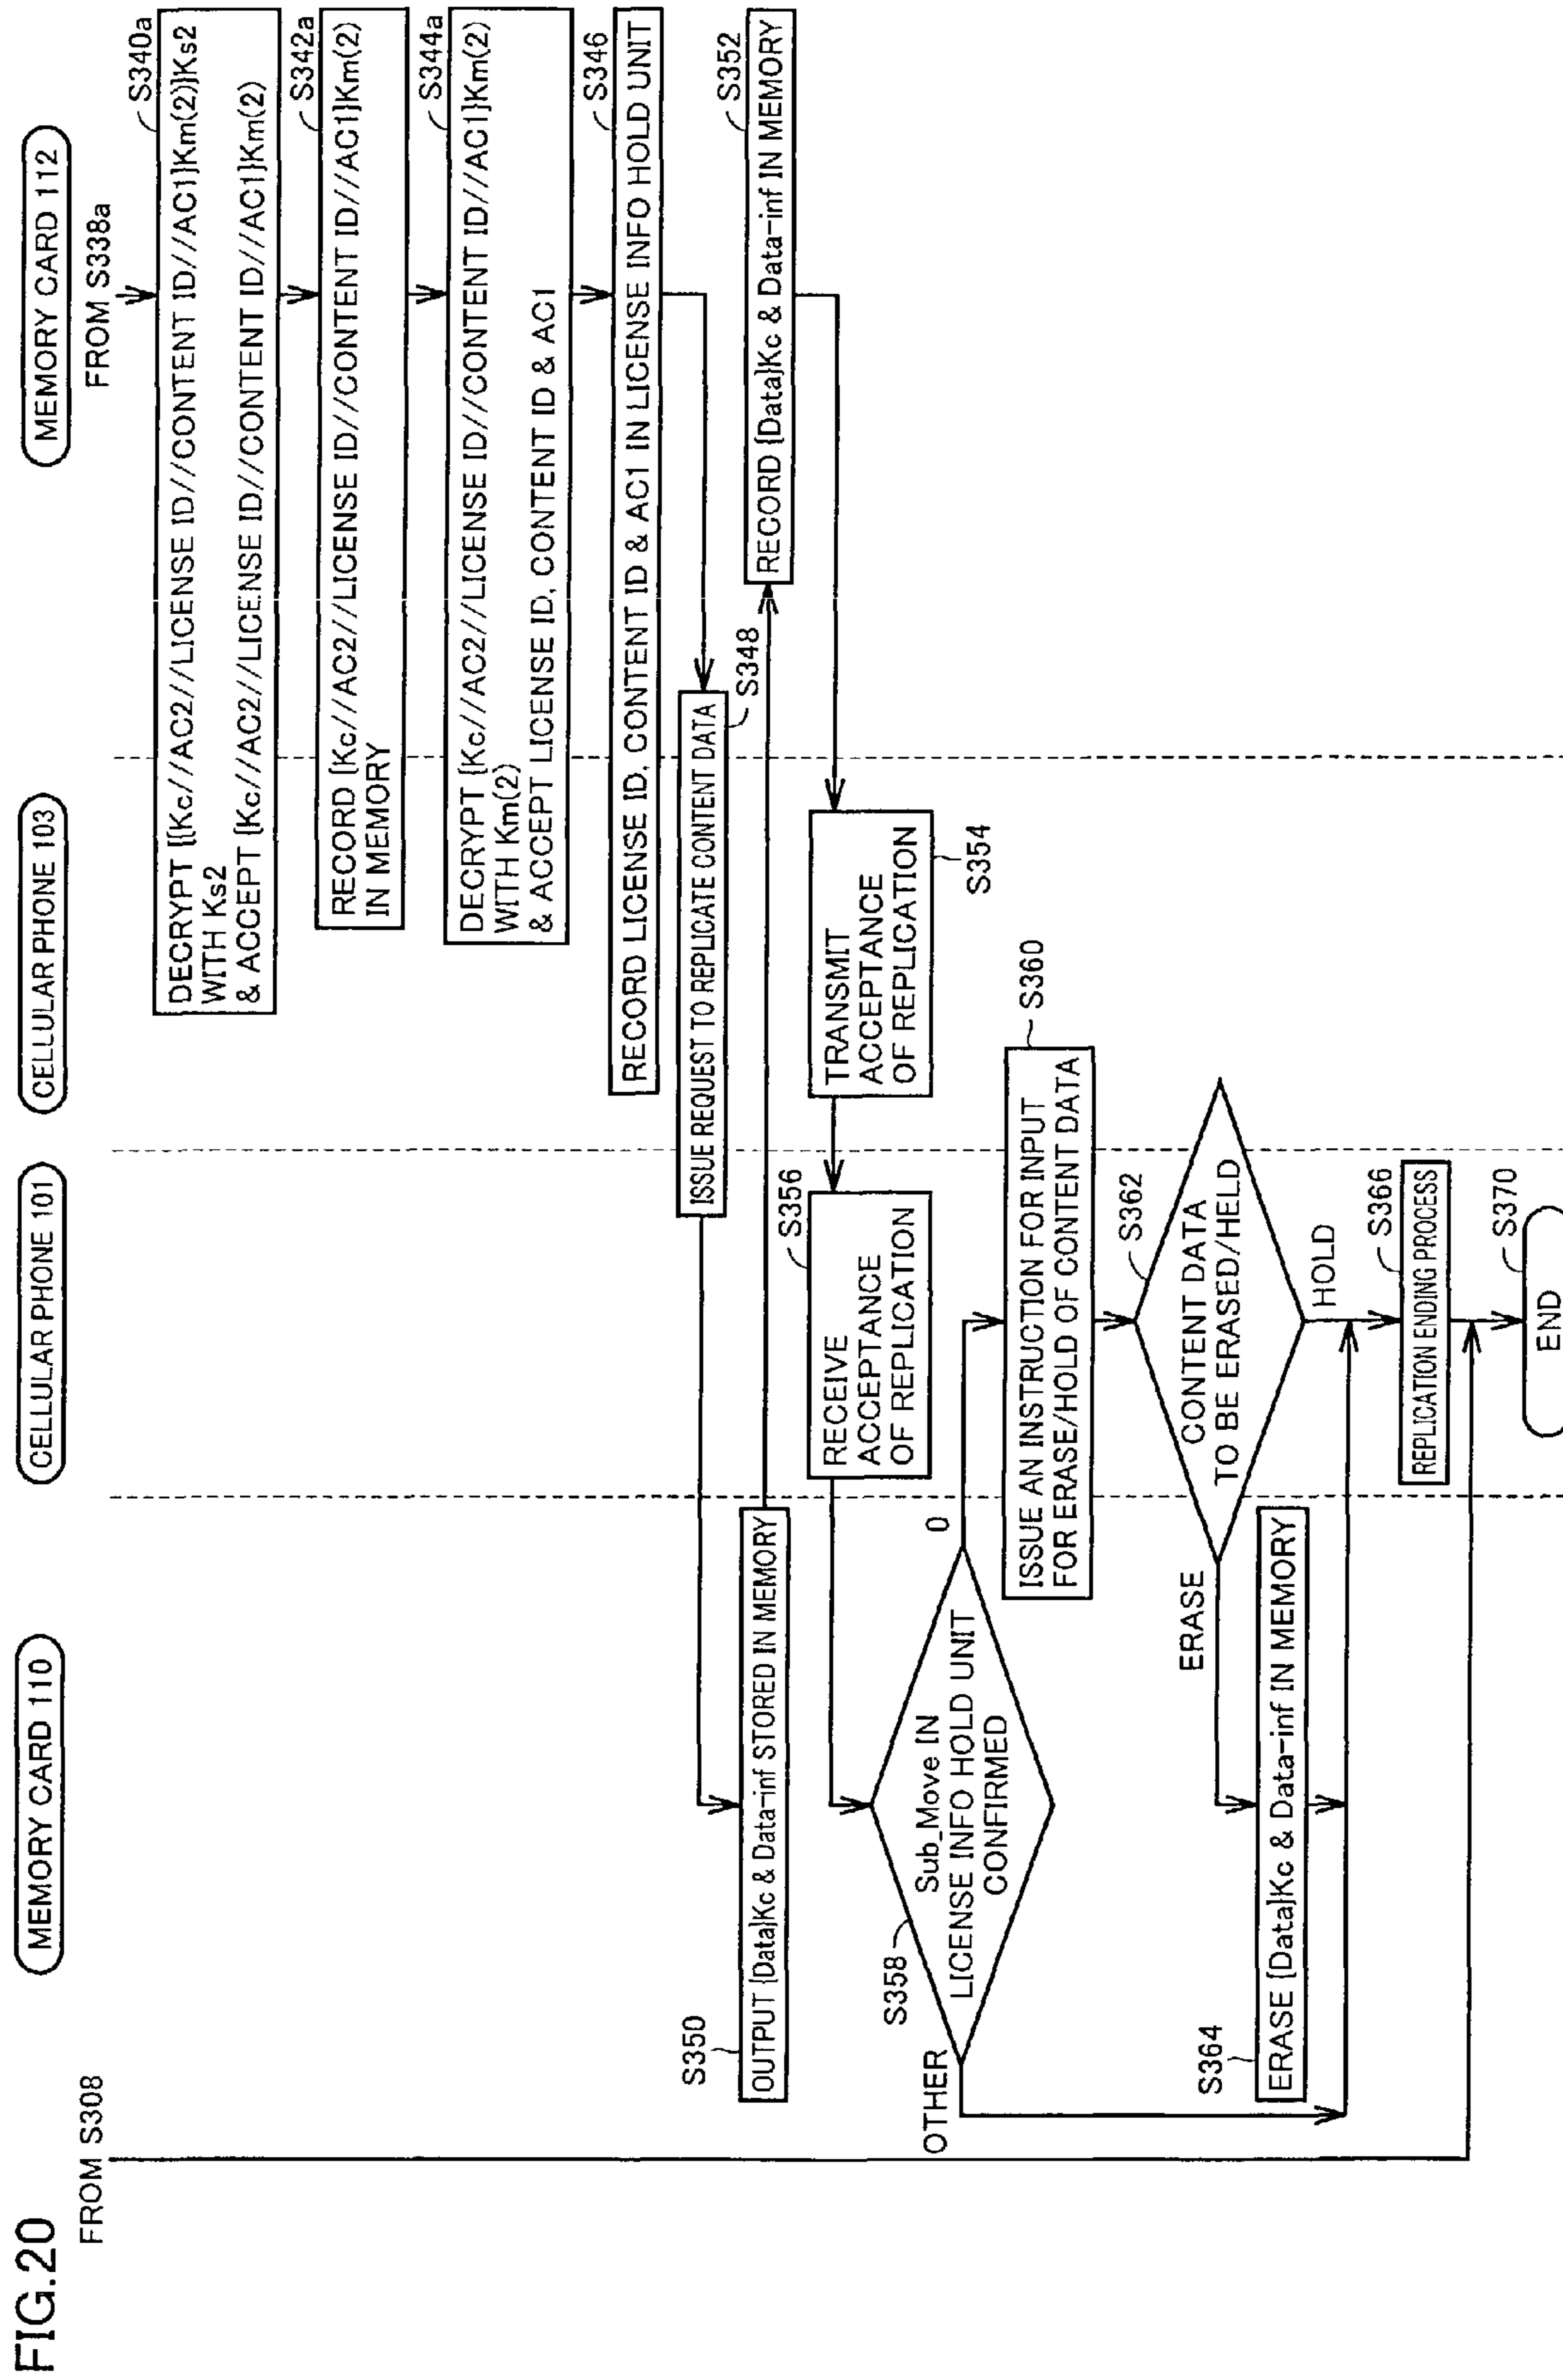 FIG.20
FROM S308
MEMORY CARD 110
CELLULAR PHONE 101
CELLULAR PHONE 103
MEMORY CARD 112
FROM S338a
S340a
DECRYPT {{Kc//AC2//LICENSE ID//CONTENT ID//AC1}Km(2)}Ks2
WITH Ks2
& ACCEPT {Kc//AC2//LICENSE ID//CONTENT ID//AC1}Km(2)
S342a
RECORD {Kc//AC2//LICENSE ID//CONTENT ID//AC1}Km(2)
IN MEMORY
S344a
DECRYPT {Kc//AC2//LICENSE ID//CONTENT ID//AC1}Km(2)
WITH Km(2)
& ACCEPT LICENSE ID, CONTENT ID & AC1
S346
RECORD LICENSE ID, CONTENT ID & AC1 IN LICENSE INFO HOLD UNIT
ISSUE REQUEST TO REPLICATE CONTENT DATA
S348
S350
OUTPUT {Data}Kc & Data-inf STORED IN MEMORY
S352
RECORD {Data}Kc & Data-inf IN MEMORY
TRANSMIT
ACCEPTANCE
OF REPLICATION
S354
S356
RECEIVE
ACCEPTANCE
OF REPLICATION
S358
Sub_Move IN
LICENSE INFO HOLD UNIT
CONFIRMED
OTHER
0
S360
ISSUE AN INSTRUCTION FOR INPUT
FOR ERASE/HOLD OF CONTENT DATA
S362
CONTENT DATA
TO BE ERASED/HELD
ERASE
HOLD
S364
ERASE {Data}Kc & Data-inf IN MEMORY
S366
REPLICATION ENDING PROCESS
S370
END